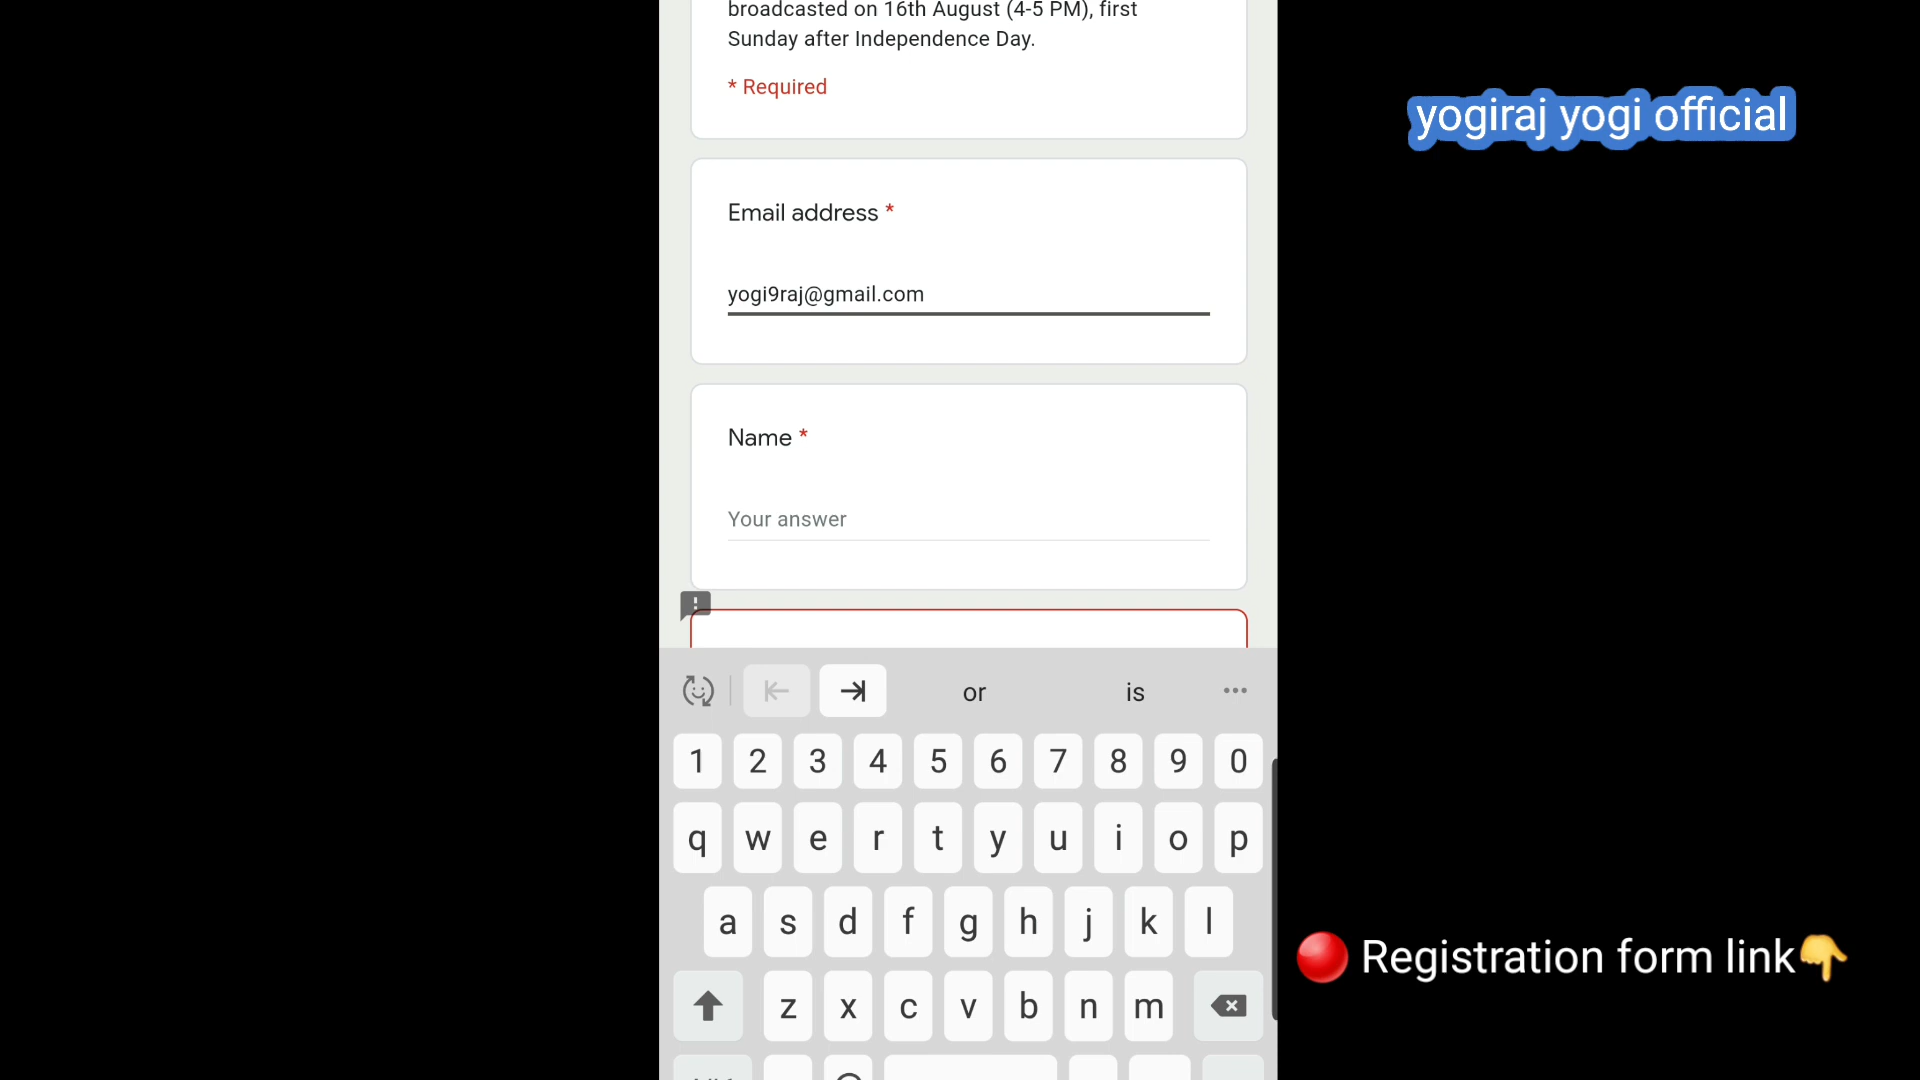 broadcasted on 16th August (4-5 PM), first
Sunday after Independence Day.
* Required
yogiraj yogi official
Email address *
yogi9raj@gmail.com
Name *
Your answer
or is
1 2 3 4 5 6 7 8 9 0
q w e r t y u i o p
a s d f g h j k l
z x c v b n m
Registration form link